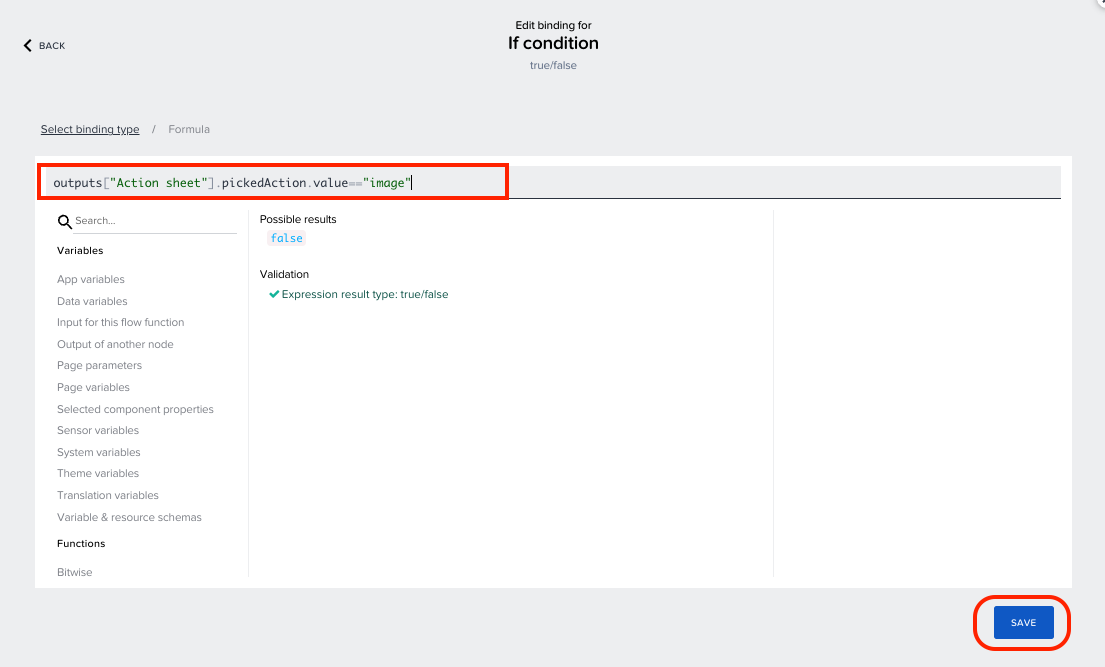 Edit binding for
BACK
If condition
true/false
Select binding type / Formula
outputs["Action sheet"].pickedAction.value=="image"
Search...
Possible results
false
Variables
Validation
App variables
Expression result type: true/false
Data variables
Input for this flow function
Output of another node
Page parameters
Page variables
Selected component properties
Sensor variables
System variables
Theme variables
Translation variables
Variable & resource schemas
Functions
Bitwise
SAVE